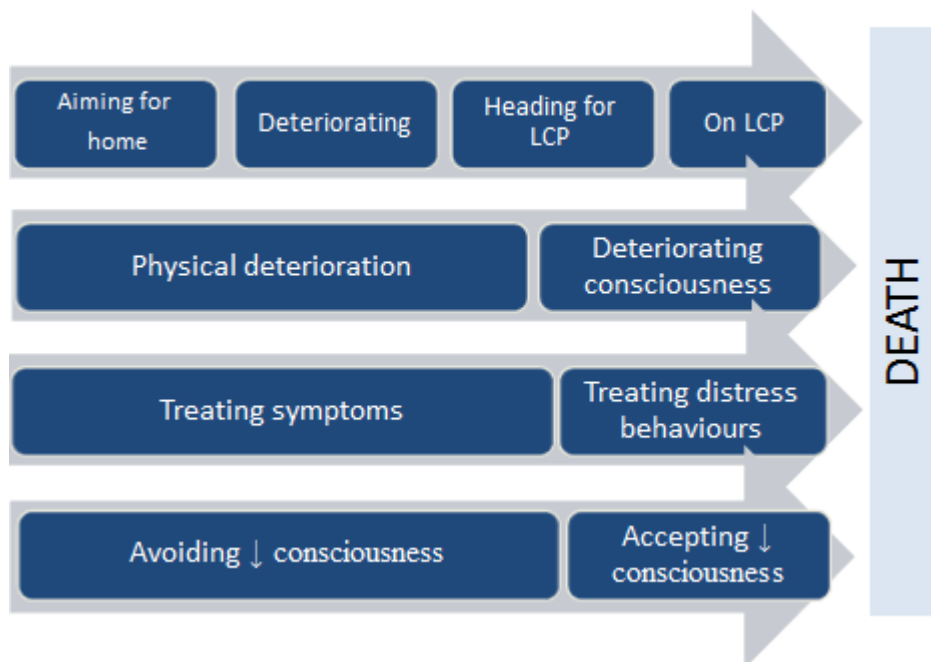 Aiming for
home
Deteriorating
Heading for
LCP
On LCP
Physical deterioration
Deteriorating
consciousness
Treating symptoms
Treating distress
behaviours
Avoiding ↓ consciousness
Accepting ↓
consciousness
DEATH